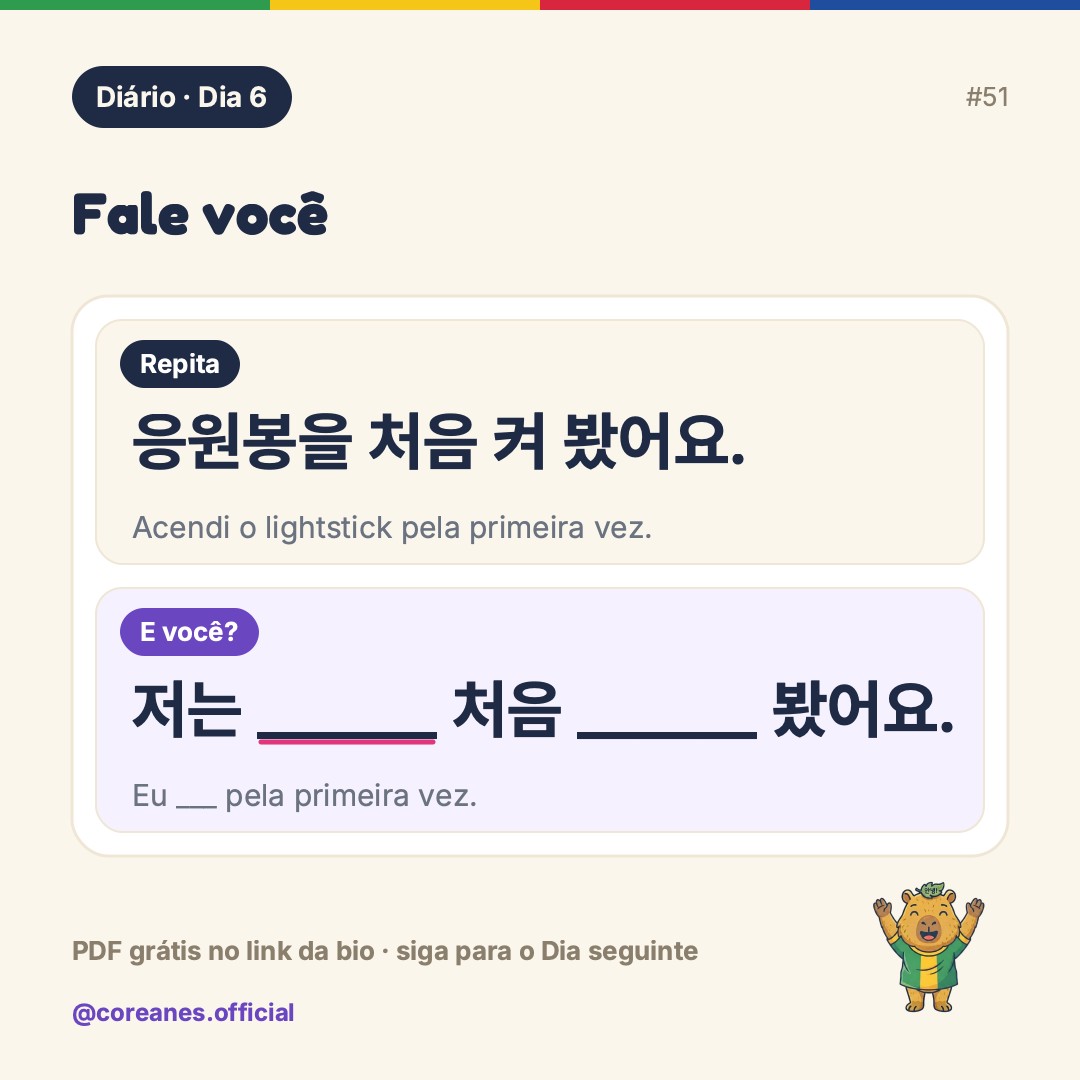 Diário · Dia 6
#51
Fale você
Repita
응원봉을 처음 켜 봤어요.
Acendi o lightstick pela primeira vez.
E você?
저는 ______ 처음 ______ 봤어요.
Eu ___ pela primeira vez.
PDF grátis no link da bio · siga para o Dia seguinte
@coreanes.official